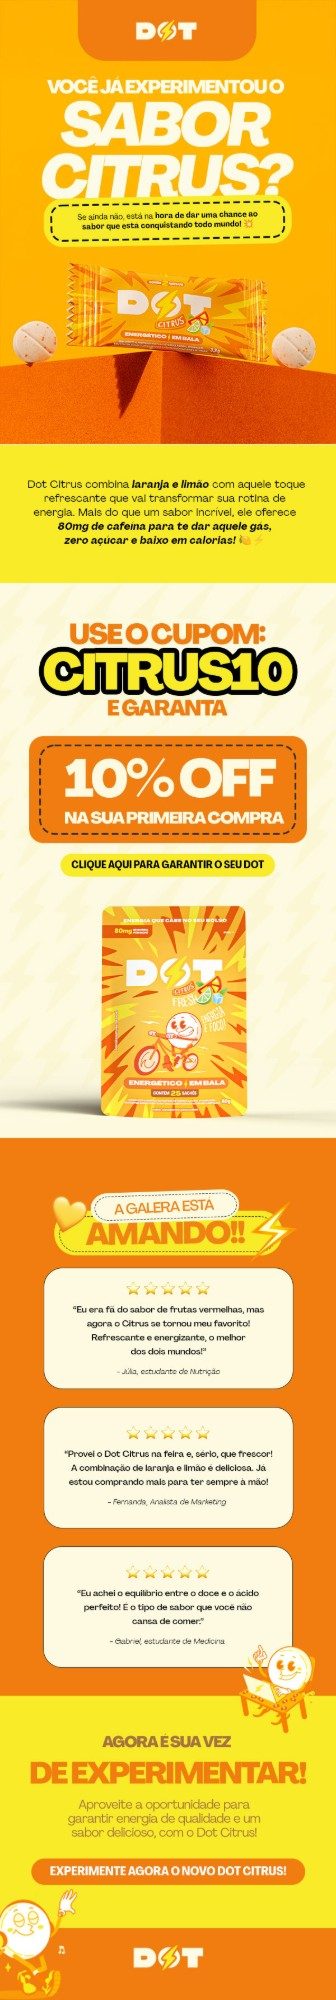 DOT
VOCÊ JÁ EXPERIMENTOU O
SABOR
CITRUS?
Se ainda não, está na hora de dar uma chance ao
sabor que esta conquistando todo mundo! 💥
DOT
CITRUS
ENERGÉTICO EM BALA
Dot Citrus combina laranja e limão com aquele toque
refrescante que vai transformar sua rotina de
energia. Mais do que um sabor incrível, ele oferece
80mg de cafeína para te dar aquele gás,
zero açúcar e baixo em calorias! 🍋⚡
USE O CUPOM:
CITRUS10
E GARANTA
10% OFF
NA SUA PRIMEIRA COMPRA
CLIQUE AQUI PARA GARANTIR O SEU DOT
ENERGIA QUE CABE NO SEU BOLSO
80mg
DOT
CITRUS
FRESH
ENERGIA
E FOCO!
ENERGÉTICO EM BALA
CONTÉM 25 SACHÊS
80g
A GALERA ESTÁ
AMANDO!!
"Eu era fã do sabor de frutas vermelhas, mas
agora o Citrus se tornou meu favorito!
Refrescante e energizante, o melhor
dos dois mundos!"
- Júlia, estudante de Nutrição
"Provei o Dot Citrus na feira e, sério, que frescor!
A combinação de laranja e limão é deliciosa. Já
estou comprando mais para ter sempre à mão!
- Fernanda, Analista de Marketing
"Eu achei o equilíbrio entre o doce e o ácido
perfeito! É o tipo de sabor que você não
cansa de comer."
- Gabriel, estudante de Medicina
AGORA É SUA VEZ
DE EXPERIMENTAR!
Aproveite a oportunidade para
garantir energia de qualidade e um
sabor delicioso, com o Dot Citrus!
EXPERIMENTE AGORA O NOVO DOT CITRUS!
DOT